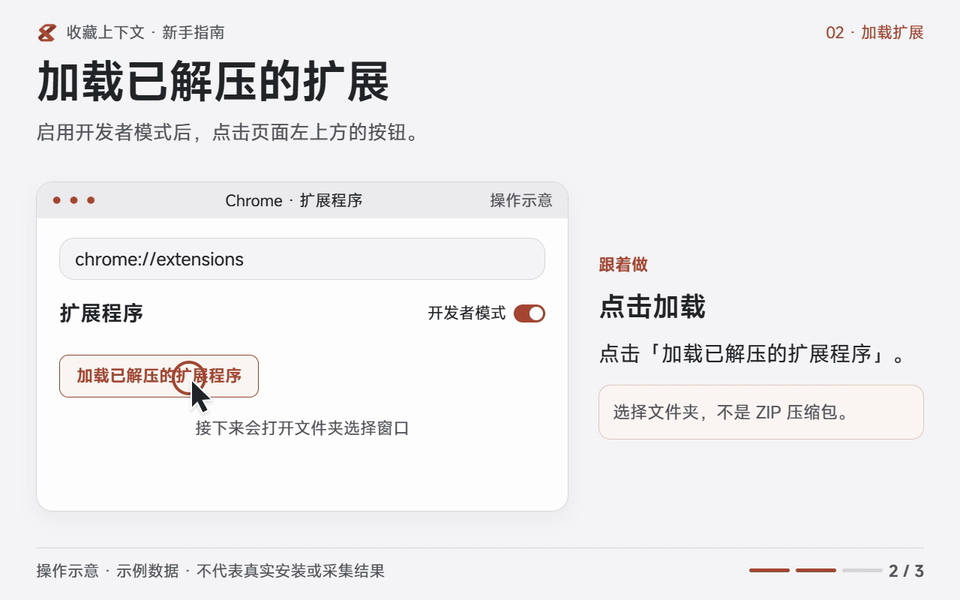 收藏上下文 · 新手指南
02 · 加载扩展
加载已解压的扩展
启用开发者模式后，点击页面左上方的按钮。
Chrome · 扩展程序
操作示意
chrome://extensions
扩展程序
开发者模式
加载已解压的扩展程序
接下来会打开文件夹选择窗口
跟着做
点击加载
点击「加载已解压的扩展程序」。
选择文件夹，不是 ZIP 压缩包。
操作示意 · 示例数据 · 不代表真实安装或采集结果
2 / 3